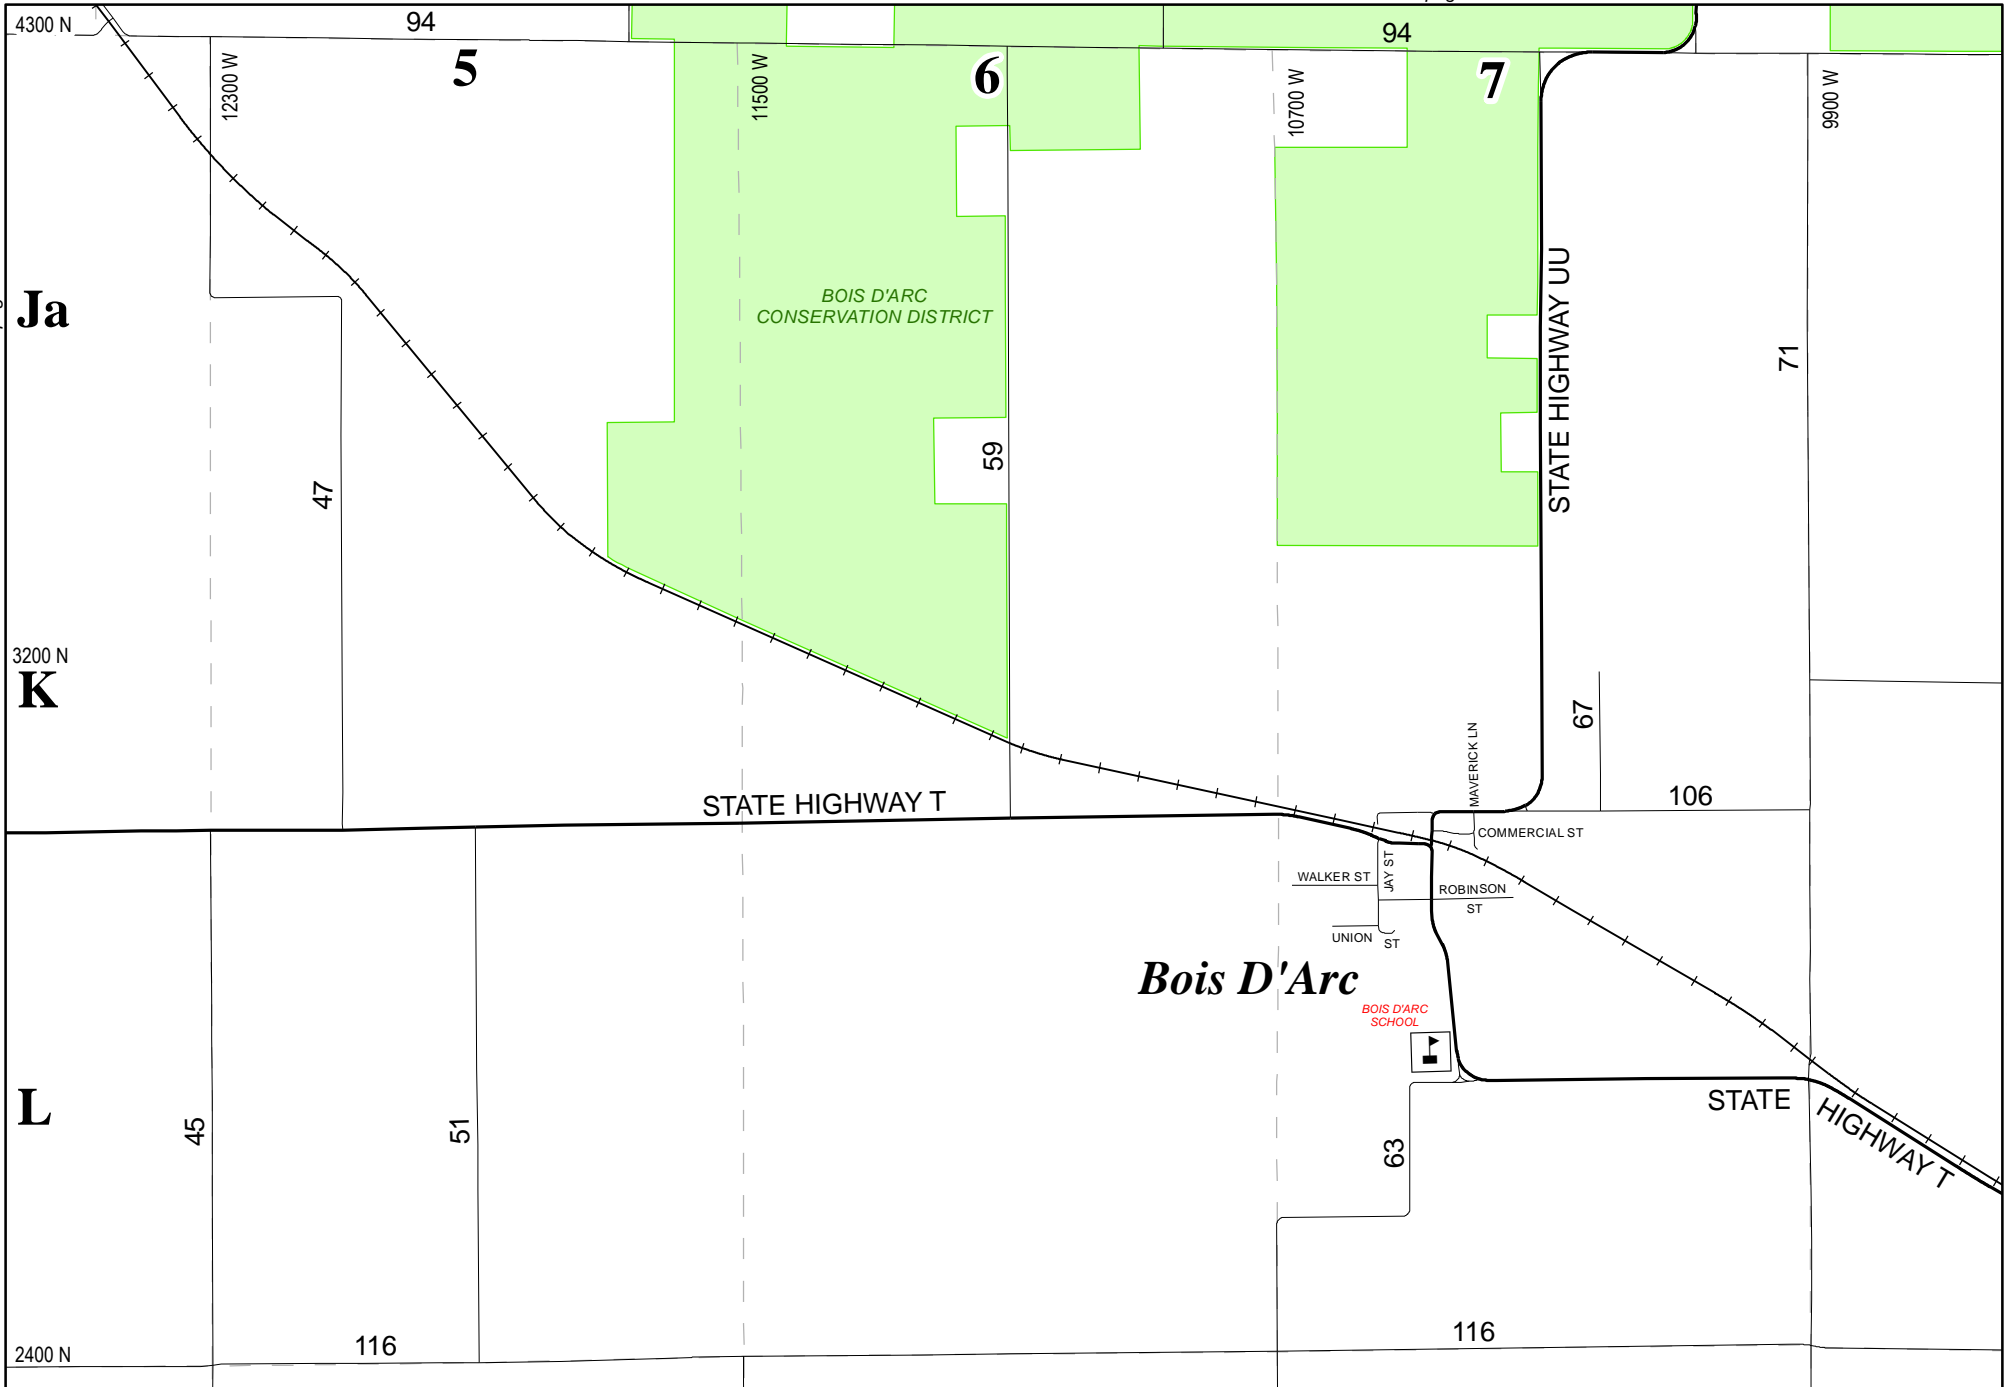 4300 N
94
94
5
6
7
12300 W
11500 W
10700 W
9900 W
Ja
BOIS D'ARC
CONSERVATION DISTRICT
STATE HIGHWAY UU
71
59
47
3200 N
K
67
MAVERICK LN
STATE HIGHWAY T
106
COMMERCIAL ST
WALKER ST
JAY ST
ROBINSON
ST
UNION ST
Bois D'Arc
BOIS D'ARC
SCHOOL
L
45
51
63
STATE HIGHWAY T
116
116
2400 N